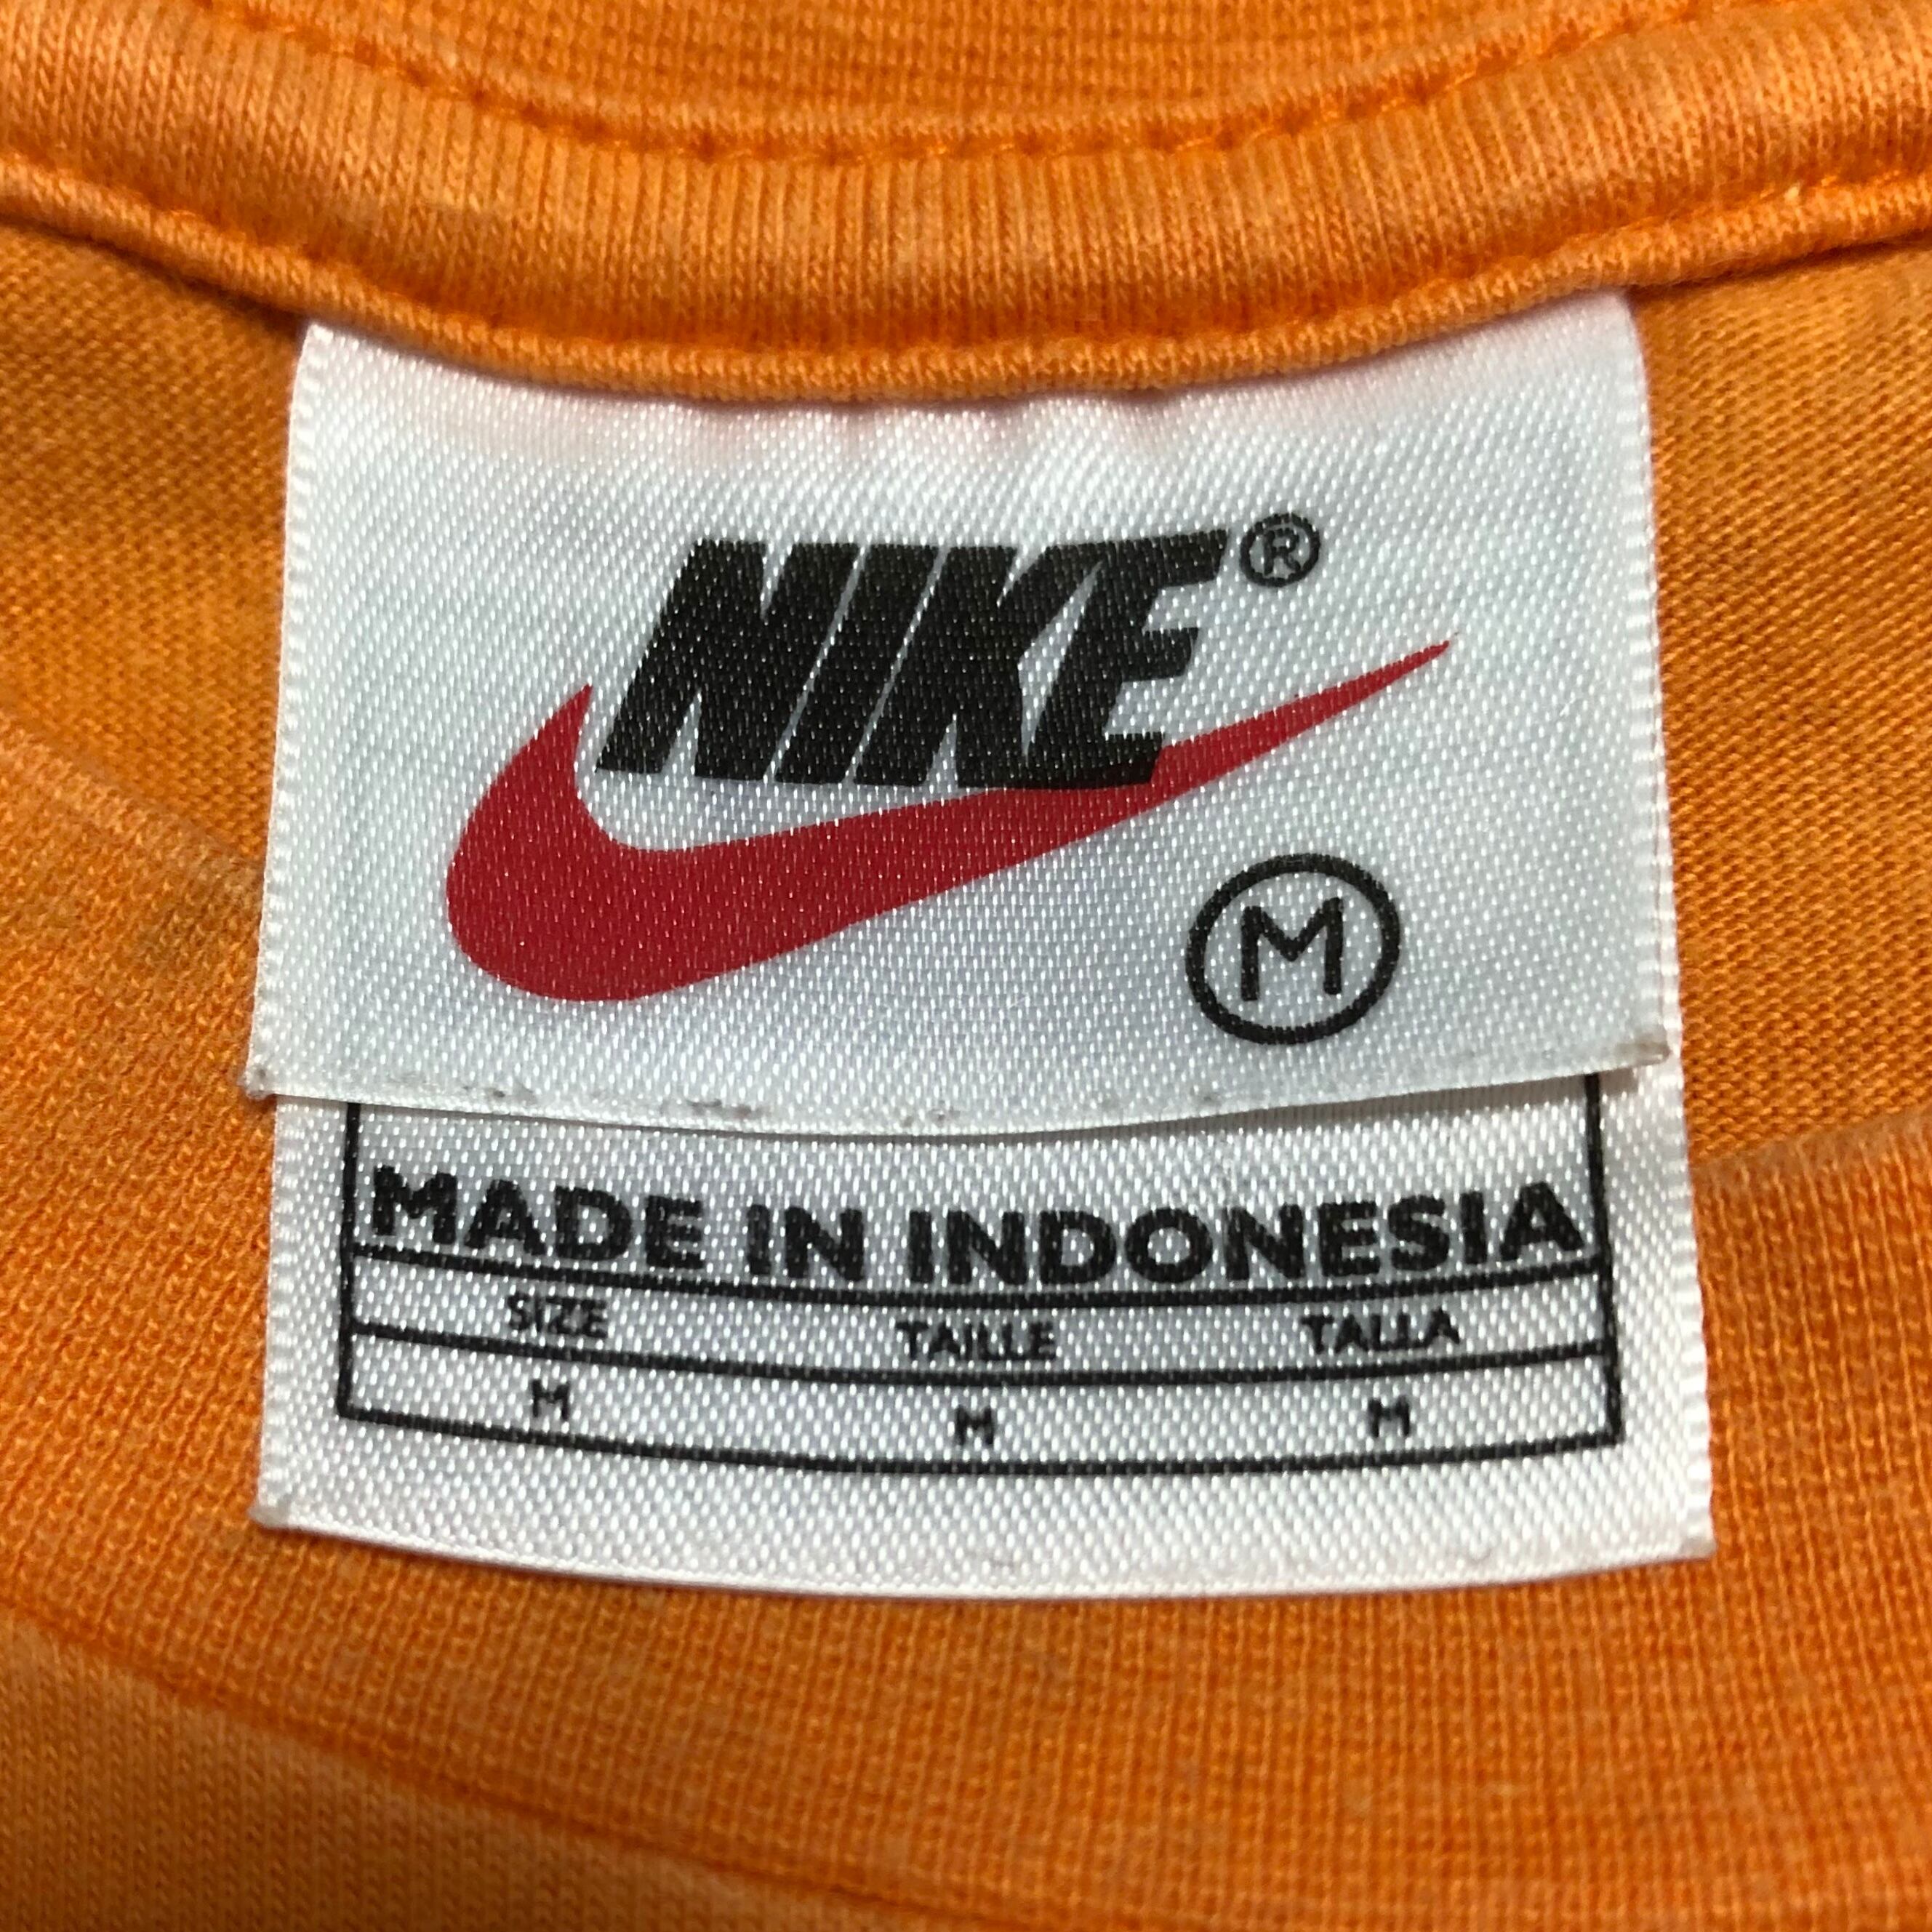 NIKE®
M
MADE IN INDONESIA
SIZE TAILLE TALLA
M M M